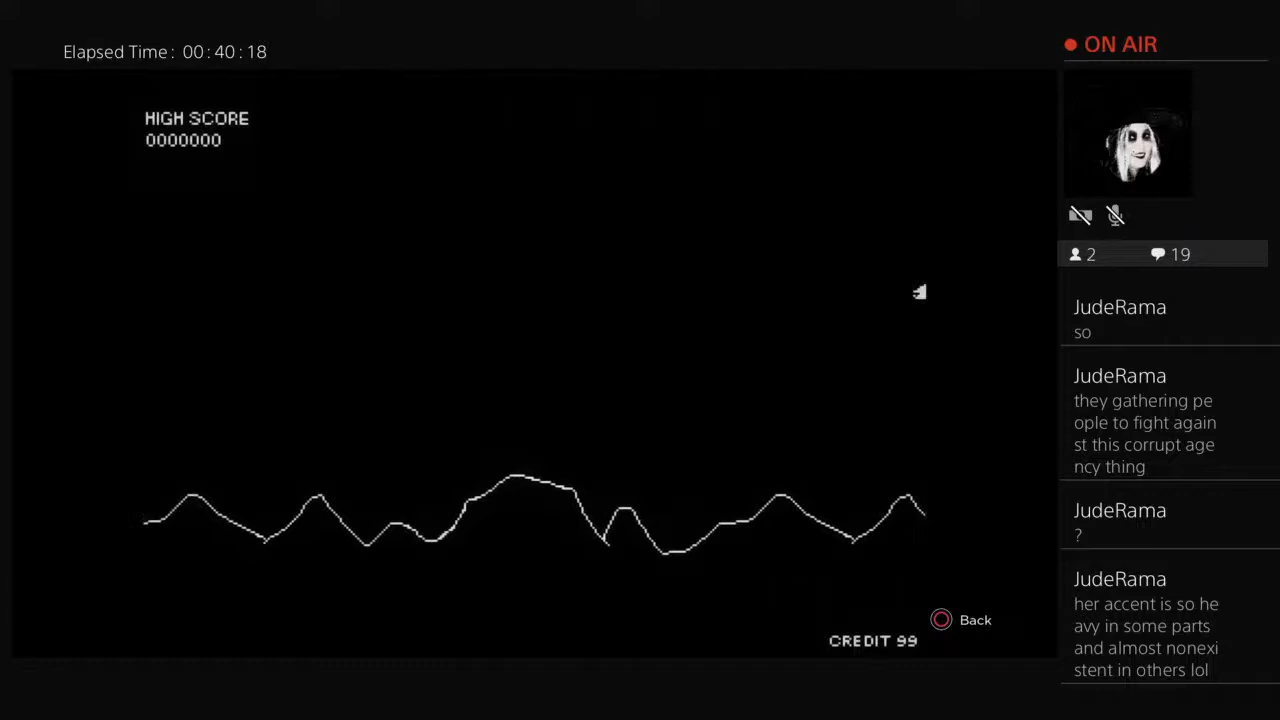 Elapsed Time: 00:40:18
HIGH SCORE
0000000
Back
CREDIT 99
ON AIR
2
19
JudeRama
so
JudeRama
they gathering pe
ople to fight again
st this corrupt age
ncy thing
JudeRama
?
JudeRama
her accent is so he
avy in some parts
and almost nonexi
stent in others lol